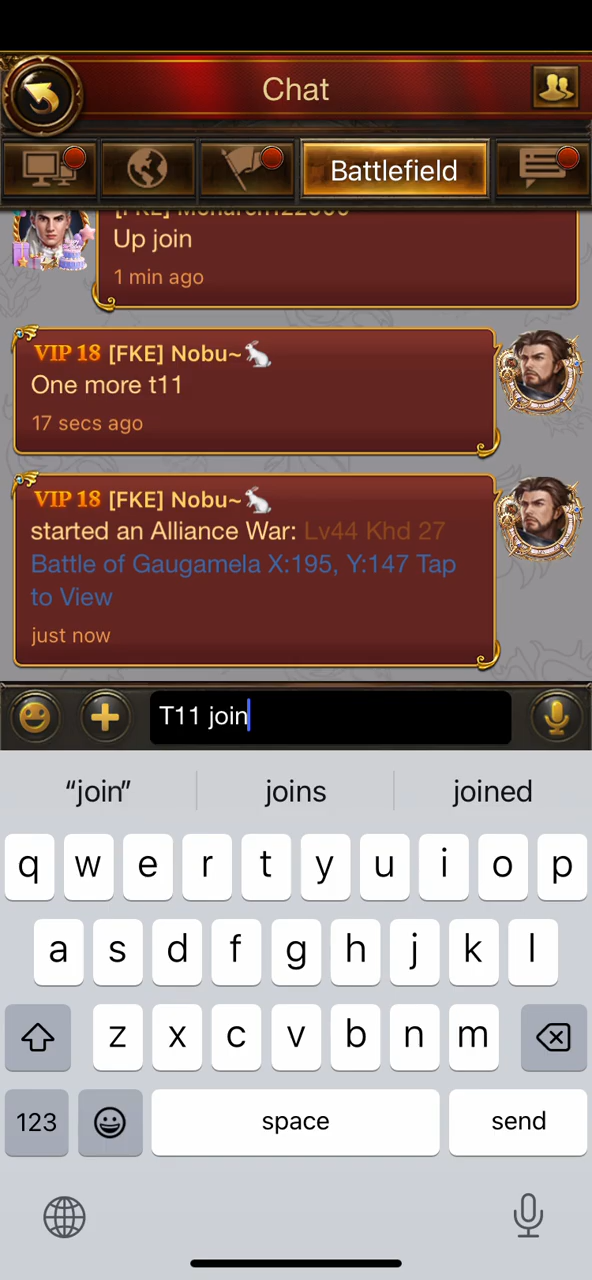 Chat
Battlefield
Up join
1 min ago
VIP 18 [FKE] Nobu~🐇
One more t11
17 secs ago
VIP 18 [FKE] Nobu~🐇
started an Alliance War: Lv44 Khd 27
Battle of Gaugamela X:195, Y:147 Tap
to View
just now
T11 join
“join” joins joined
q w e r t y u i o p
a s d f g h j k l
z x c v b n m
123 space send